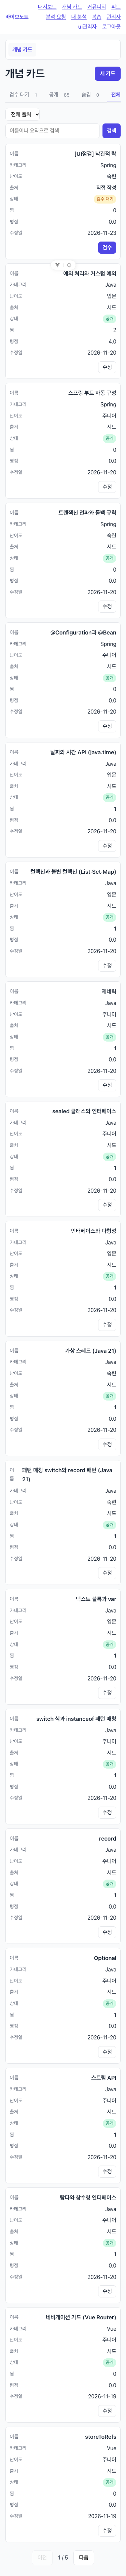 바이브노트
대시보드 개념 카드 커뮤니티 피드
분석 요청 내 분석 복습 관리자
ui관리자 로그아웃
개념 카드
개념 카드
새 카드
검수 대기 1 공개 85 숨김 0 전체
전체 출처
이름이나 요약으로 검색
검색
이름 [UI점검] 낙관적 락
카테고리 Spring
난이도 숙련
출처 직접 작성
상태 검수 대기
찜 0
평점 0.0
수정일 2026-11-23
검수
이름 예외 처리와 커스텀 예외
카테고리 Java
난이도 입문
출처 시드
상태 공개
찜 2
평점 4.0
수정일 2026-11-20
수정
이름 스프링 부트 자동 구성
카테고리 Spring
난이도 주니어
출처 시드
상태 공개
찜 0
평점 0.0
수정일 2026-11-20
수정
이름 트랜잭션 전파와 롤백 규칙
카테고리 Spring
난이도 숙련
출처 시드
상태 공개
찜 0
평점 0.0
수정일 2026-11-20
수정
이름 @Configuration과 @Bean
카테고리 Spring
난이도 주니어
출처 시드
상태 공개
찜 0
평점 0.0
수정일 2026-11-20
수정
이름 날짜와 시간 API (java.time)
카테고리 Java
난이도 입문
출처 시드
상태 공개
찜 1
평점 0.0
수정일 2026-11-20
수정
이름 컬렉션과 불변 컬렉션 (List·Set·Map)
카테고리 Java
난이도 입문
출처 시드
상태 공개
찜 1
평점 0.0
수정일 2026-11-20
수정
이름 제네릭
카테고리 Java
난이도 주니어
출처 시드
상태 공개
찜 1
평점 0.0
수정일 2026-11-20
수정
이름 sealed 클래스와 인터페이스
카테고리 Java
난이도 주니어
출처 시드
상태 공개
찜 1
평점 0.0
수정일 2026-11-20
수정
이름 인터페이스와 다형성
카테고리 Java
난이도 입문
출처 시드
상태 공개
찜 1
평점 0.0
수정일 2026-11-20
수정
이름 가상 스레드 (Java 21)
카테고리 Java
난이도 숙련
출처 시드
상태 공개
찜 1
평점 0.0
수정일 2026-11-20
수정
이름 패턴 매칭 switch와 record 패턴 (Java 21)
카테고리 Java
난이도 숙련
출처 시드
상태 공개
찜 1
평점 0.0
수정일 2026-11-20
수정
이름 텍스트 블록과 var
카테고리 Java
난이도 입문
출처 시드
상태 공개
찜 1
평점 0.0
수정일 2026-11-20
수정
이름 switch 식과 instanceof 패턴 매칭
카테고리 Java
난이도 주니어
출처 시드
상태 공개
찜 1
평점 0.0
수정일 2026-11-20
수정
이름 record
카테고리 Java
난이도 주니어
출처 시드
상태 공개
찜 1
평점 0.0
수정일 2026-11-20
수정
이름 Optional
카테고리 Java
난이도 주니어
출처 시드
상태 공개
찜 1
평점 0.0
수정일 2026-11-20
수정
이름 스트림 API
카테고리 Java
난이도 주니어
출처 시드
상태 공개
찜 1
평점 0.0
수정일 2026-11-20
수정
이름 람다와 함수형 인터페이스
카테고리 Java
난이도 주니어
출처 시드
상태 공개
찜 1
평점 0.0
수정일 2026-11-20
수정
이름 네비게이션 가드 (Vue Router)
카테고리 Vue
난이도 주니어
출처 시드
상태 공개
찜 0
평점 0.0
수정일 2026-11-19
수정
이름 storeToRefs
카테고리 Vue
난이도 주니어
출처 시드
상태 공개
찜 0
평점 0.0
수정일 2026-11-19
수정
이전 1 / 5 다음